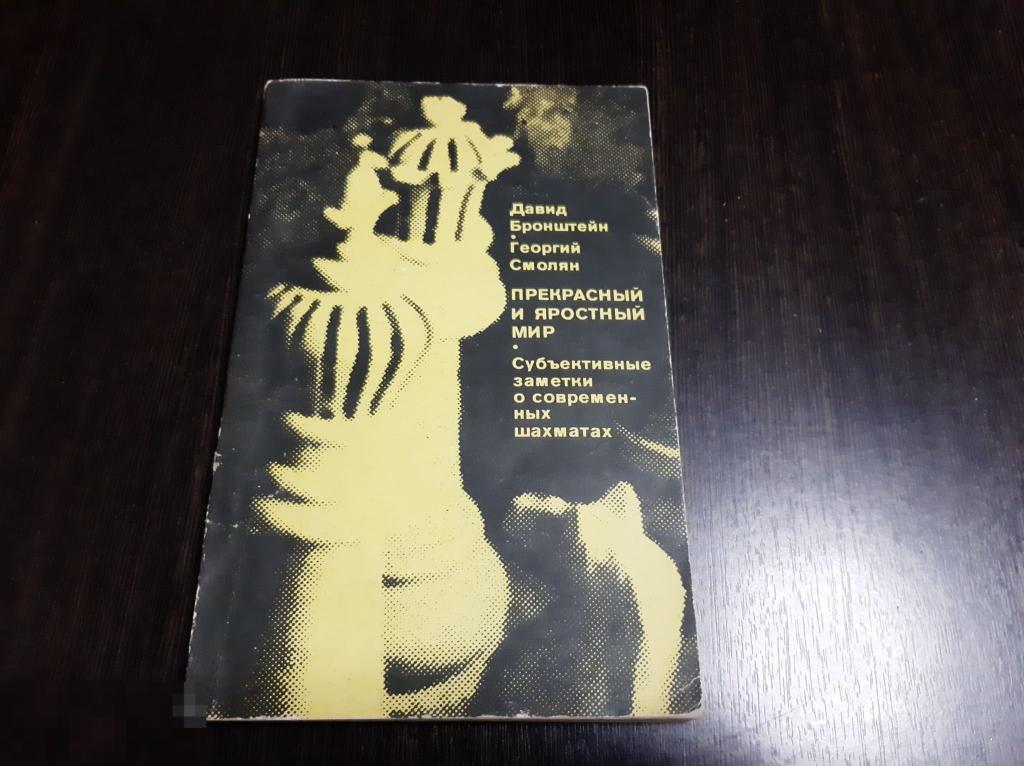 Давид
Бронштейн
•
Георгий
Смолян
ПРЕКРАСНЫЙ
И ЯРОСТНЫЙ
МИР
•
Субъективные
заметки
о современ-
ных
шахматах